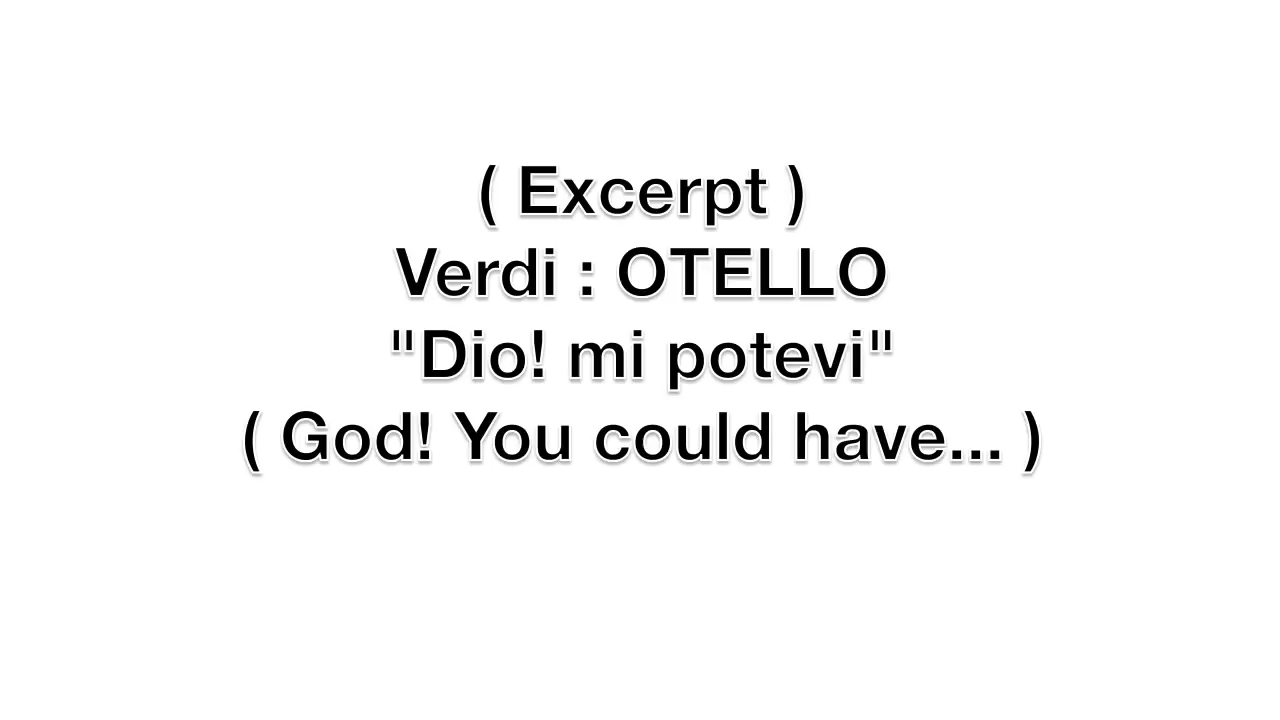 ( Excerpt )
Verdi : OTELLO
"Dio! mi potevi"
( God! You could have... )